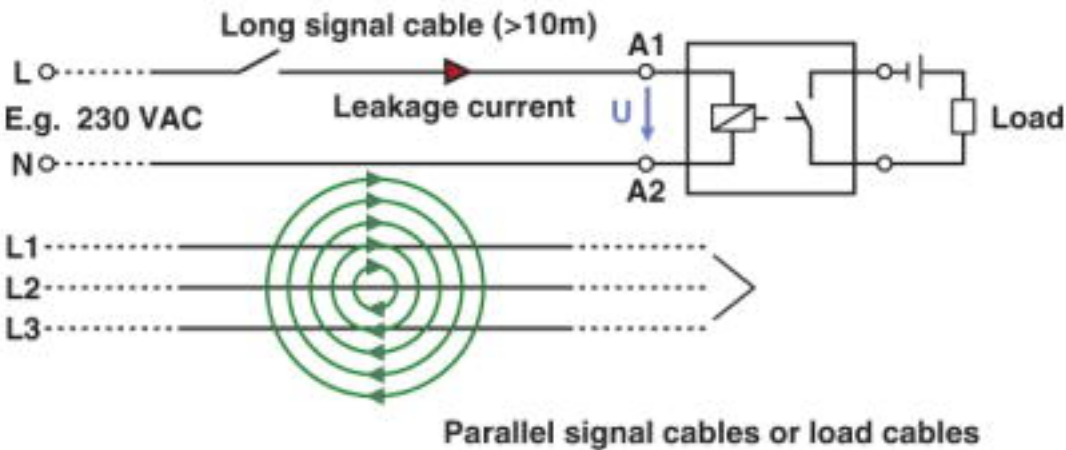 Long signal cable (>10m)
A1
L
Leakage current
U
Load
E.g. 230 VAC
N
A2
L1
L2
L3
Parallel signal cables or load cables